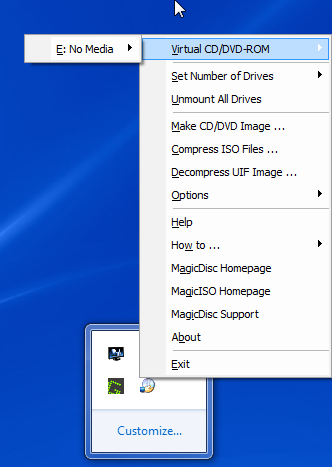 E: No Media
Virtual CD/DVD-ROM
Set Number of Drives
Unmount All Drives
Make CD/DVD Image ...
Compress ISO Files ...
Decompress UIF Image ...
Options
Help
How to ...
MagicDisc Homepage
MagicISO Homepage
MagicDisc Support
About
Exit
Customize...